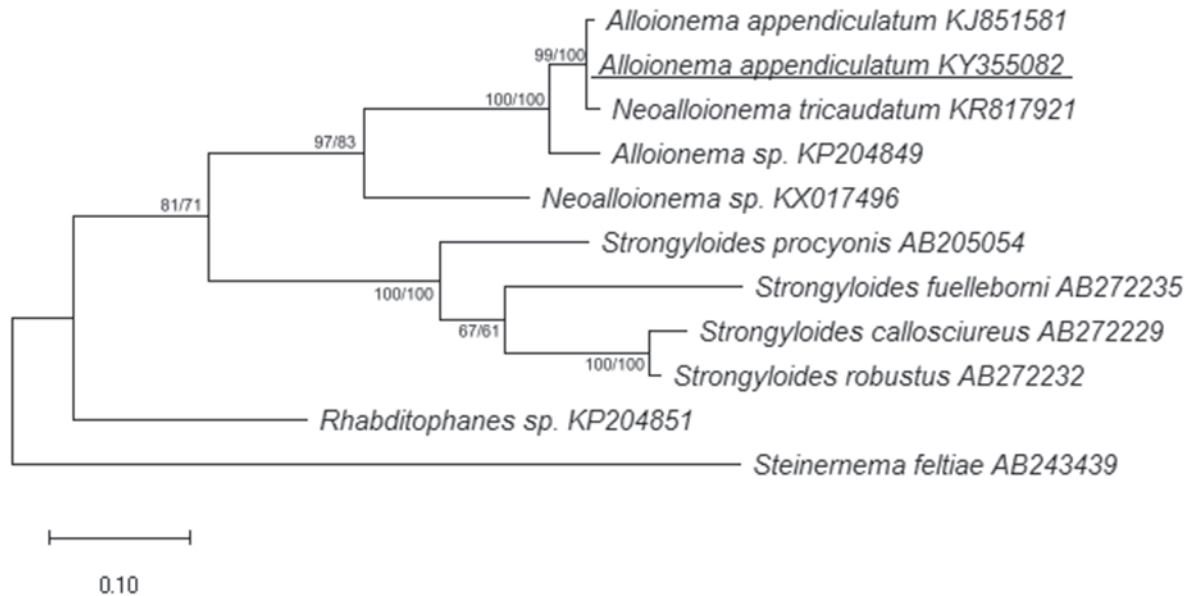 Alloionema appendiculatum KJ851581
99/100
Alloionema appendiculatum KY355082
100/100
Neoalloionema tricaudatum KR817921
97/83
Alloionema sp. KP204849
Neoalloionema sp. KX017496
81/71
Strongyloides procyonis AB205054
100/100
Strongyloides fuelleborni AB272235
67/61
Strongyloides callosciureus AB272229
100/100
Strongyloides robustus AB272232
Rhabditophanes sp. KP204851
Steinernema feltiae AB243439
0.10